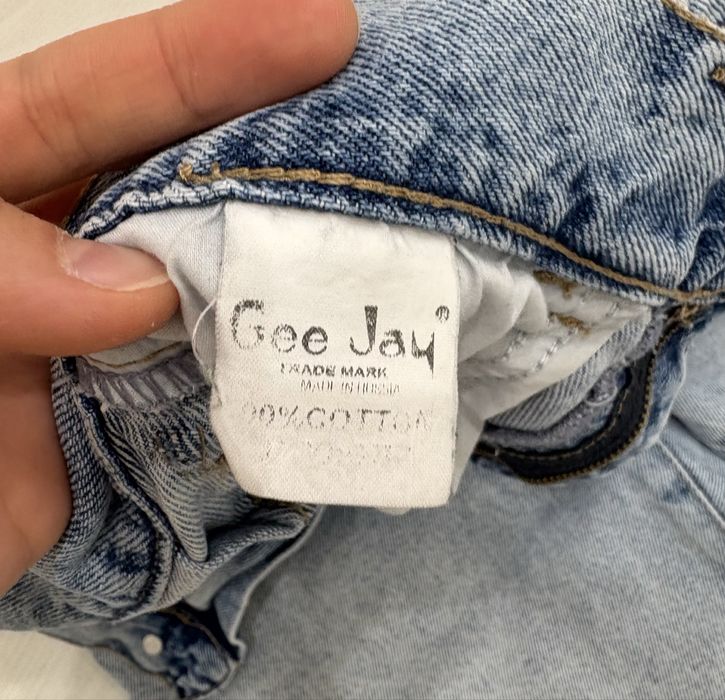 Gee Jay®
TRADE MARK
MADE IN RUSSIA
90% COTTON